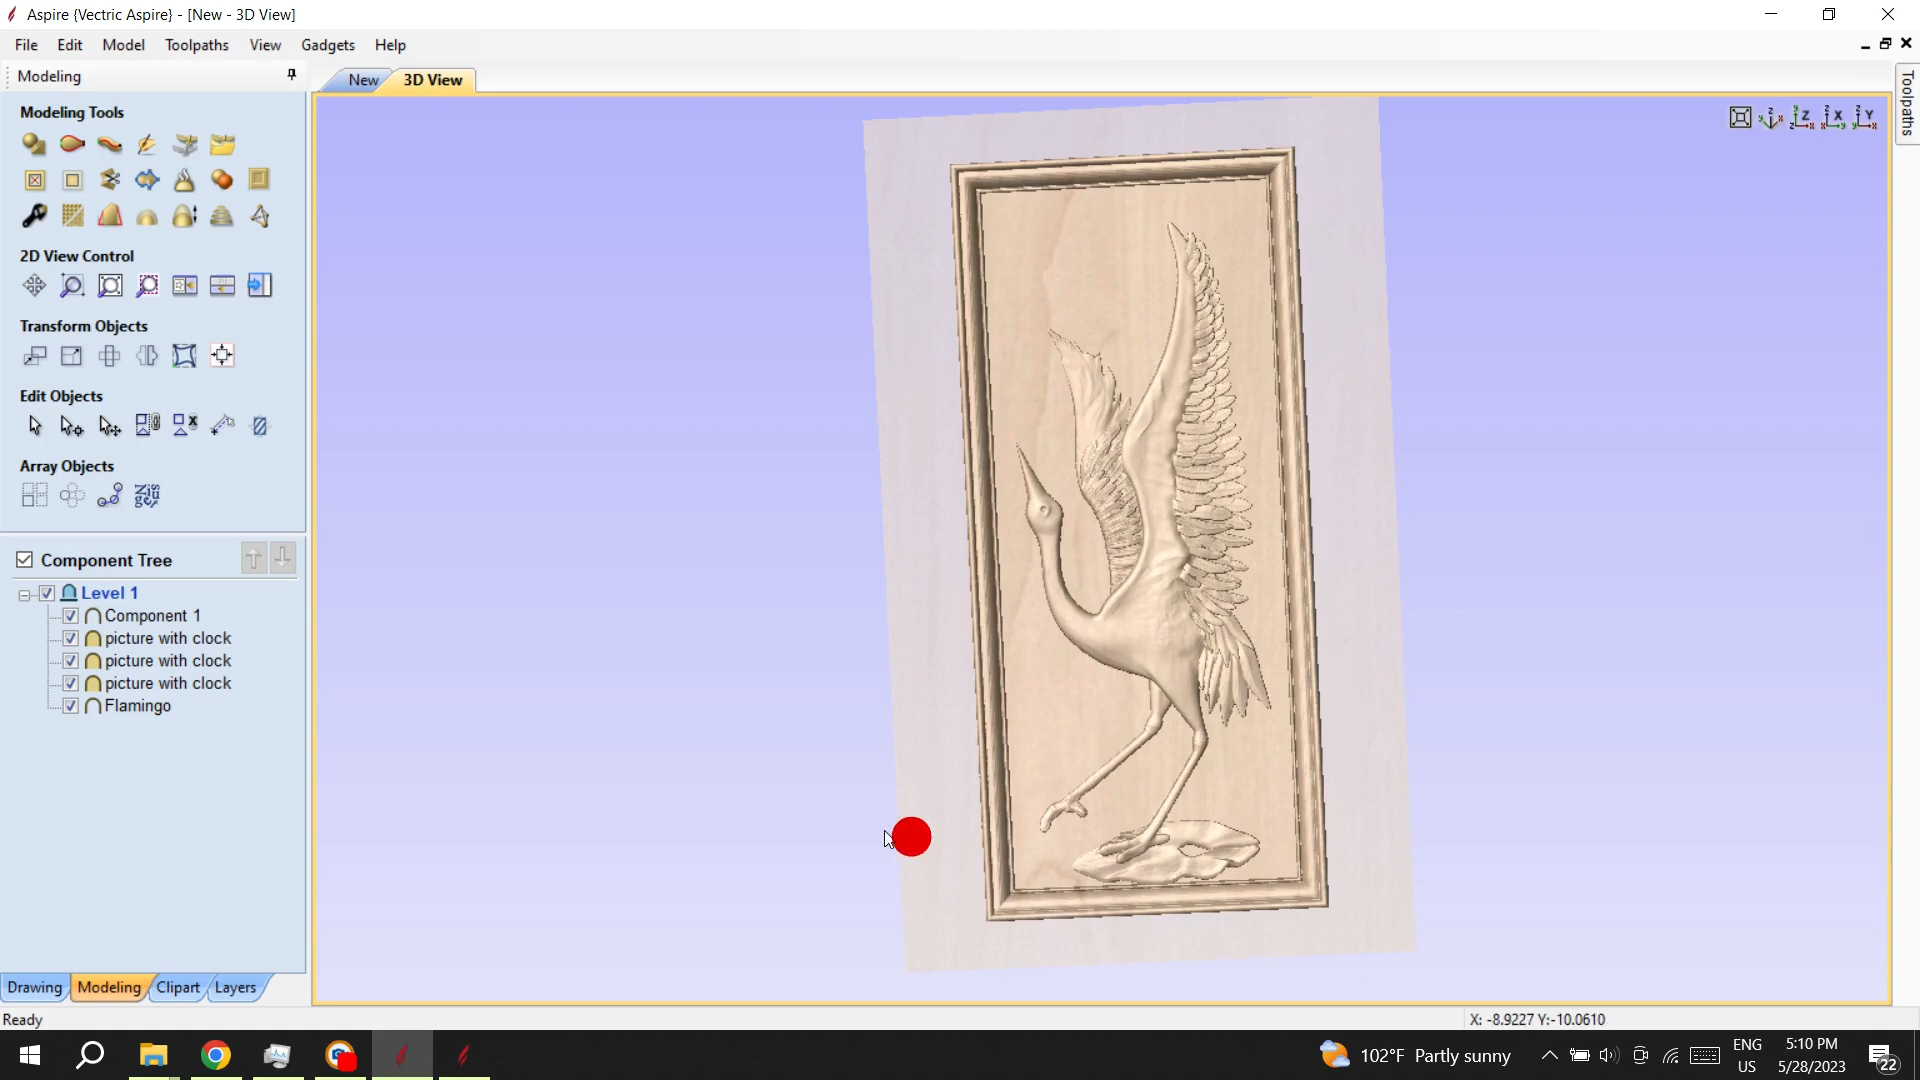 Aspire {Vectric Aspire} - [New - 3D View]
File Edit Model Toolpaths View Gadgets Help
Modeling
New
3D View
Toolpaths
Modeling Tools
2D View Control
Transform Objects
Edit Objects
Array Objects
Component Tree
Level 1
Component 1
picture with clock
picture with clock
picture with clock
Flamingo
Drawing Modeling Clipart Layers
Ready
X: -8.9227 Y:-10.0610
102°F Partly sunny
ENG
US
5:10 PM
5/28/2023
22